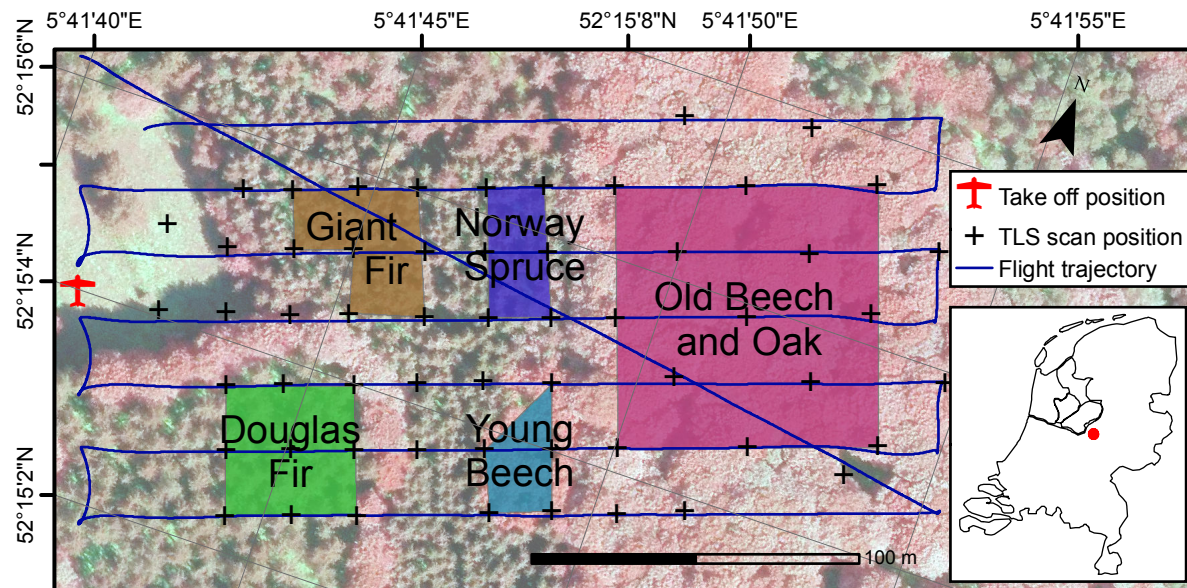 5°41'40"E
5°41'45"E
52°15'8"N
5°41'50"E
5°41'55"E
52°15'6"N
52°15'4"N
52°15'2"N
N
Giant
Fir
Norway
Spruce
Old Beech
and Oak
Douglas
Fir
Young
Beech
100 m
Take off position
TLS scan position
Flight trajectory